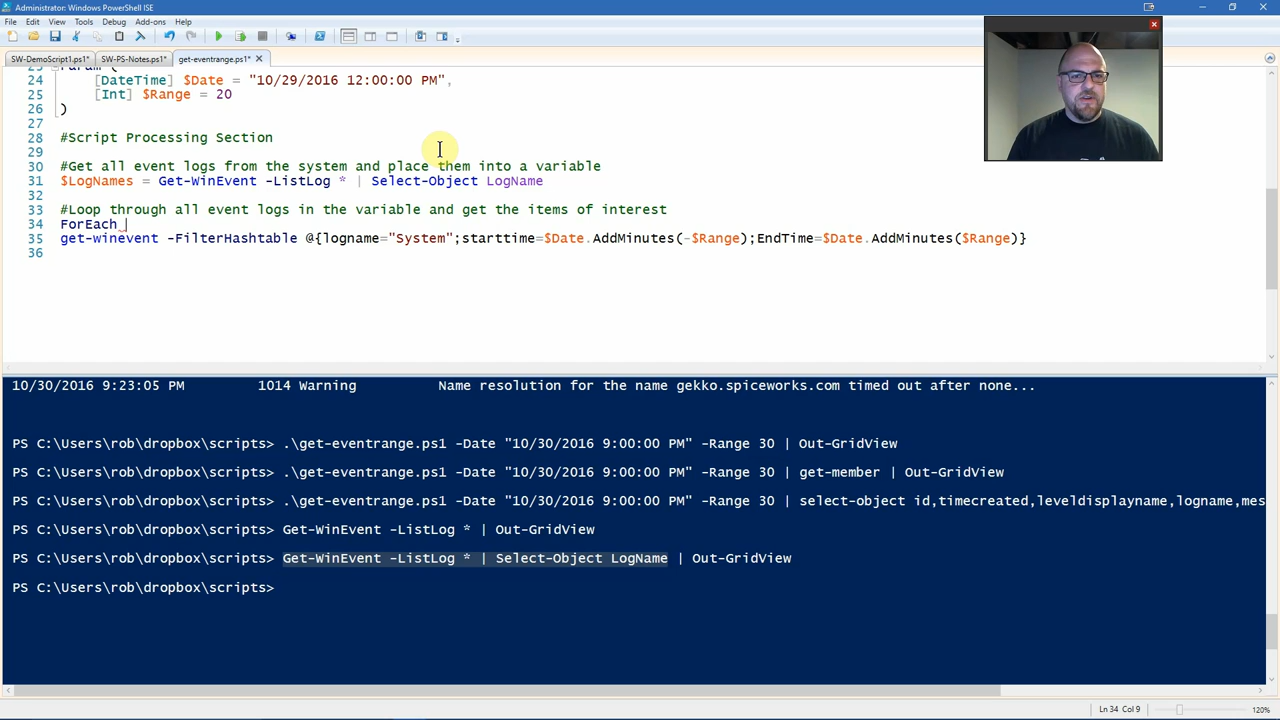 Administrator: Windows PowerShell ISE
File Edit View Tools Debug Add-ons Help
SW-DemoScript1.ps1* SW-PS-Notes.ps1* get-eventrange.ps1*
24 [DateTime] $Date = "10/29/2016 12:00:00 PM",
25 [Int] $Range = 20
26 )
27
28 #Script Processing Section
29
30 #Get all event logs from the system and place them into a variable
31 $LogNames = Get-WinEvent -ListLog * | Select-Object LogName
32
33 #Loop through all event logs in the variable and get the items of interest
34 ForEach
35 get-winevent -FilterHashtable @{logname="System";starttime=$Date.AddMinutes(-$Range);EndTime=$Date.AddMinutes($Range)}
36
10/30/2016 9:23:05 PM 1014 Warning Name resolution for the name gekko.spiceworks.com timed out after none...
PS C:\Users\rob\dropbox\scripts> .\get-eventrange.ps1 -Date "10/30/2016 9:00:00 PM" -Range 30 | Out-GridView
PS C:\Users\rob\dropbox\scripts> .\get-eventrange.ps1 -Date "10/30/2016 9:00:00 PM" -Range 30 | get-member | Out-GridView
PS C:\Users\rob\dropbox\scripts> .\get-eventrange.ps1 -Date "10/30/2016 9:00:00 PM" -Range 30 | select-object id,timecreated,leveldisplayname,logname,mes
PS C:\Users\rob\dropbox\scripts> Get-WinEvent -ListLog * | Out-GridView
PS C:\Users\rob\dropbox\scripts> Get-WinEvent -ListLog * | Select-Object LogName | Out-GridView
PS C:\Users\rob\dropbox\scripts>
Ln 34 Col 9 120%